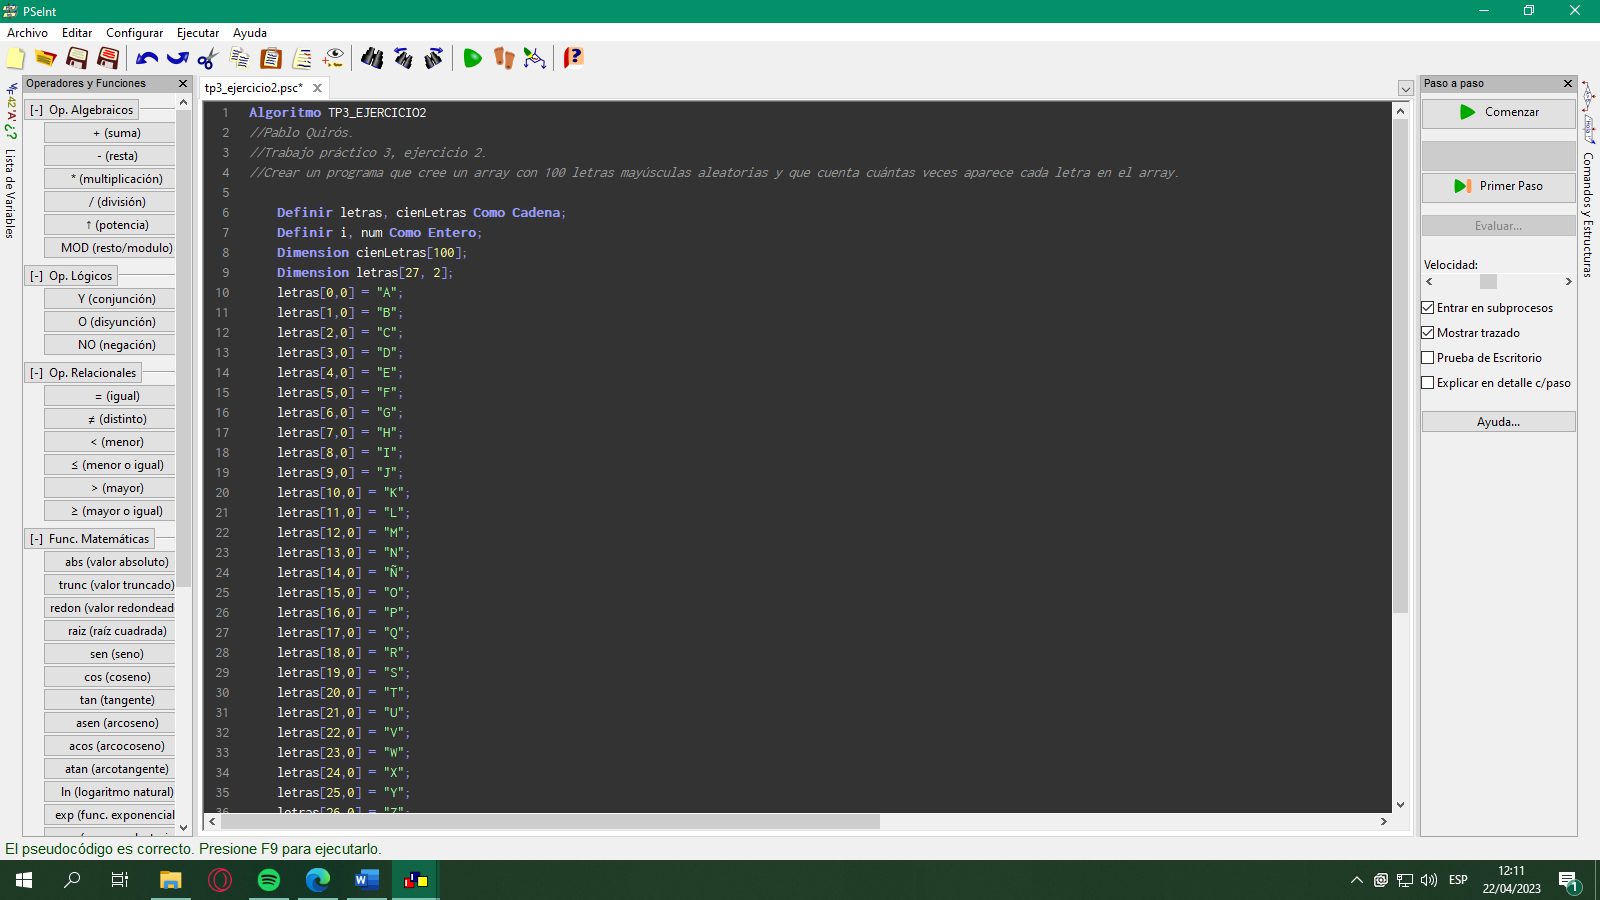 PSeInt
Archivo Editar Configurar Ejecutar Ayuda
Operadores y Funciones
[-] Op. Algebraicos
+ (suma)
- (resta)
* (multiplicación)
/ (división)
↑ (potencia)
MOD (resto/modulo)
[-] Op. Lógicos
Y (conjunción)
O (disyunción)
NO (negación)
[-] Op. Relacionales
= (igual)
≠ (distinto)
< (menor)
≤ (menor o igual)
> (mayor)
≥ (mayor o igual)
[-] Func. Matemáticas
abs (valor absoluto)
trunc (valor truncado)
redon (valor redondead
raiz (raíz cuadrada)
sen (seno)
cos (coseno)
tan (tangente)
asen (arcoseno)
acos (arcocoseno)
atan (arcotangente)
ln (logaritmo natural)
exp (func. exponencial
Lista de Variables
tp3_ejercicio2.psc*
1 Algoritmo TP3_EJERCICIO2
2 //Pablo Quirós.
3 //Trabajo práctico 3, ejercicio 2.
4 //Crear un programa que cree un array con 100 letras mayúsculas aleatorias y que cuenta cuántas veces aparece cada letra en el array.
5
6 Definir letras, cienLetras Como Cadena;
7 Definir i, num Como Entero;
8 Dimension cienLetras[100];
9 Dimension letras[27, 2];
10 letras[0,0] = "A";
11 letras[1,0] = "B";
12 letras[2,0] = "C";
13 letras[3,0] = "D";
14 letras[4,0] = "E";
15 letras[5,0] = "F";
16 letras[6,0] = "G";
17 letras[7,0] = "H";
18 letras[8,0] = "I";
19 letras[9,0] = "J";
20 letras[10,0] = "K";
21 letras[11,0] = "L";
22 letras[12,0] = "M";
23 letras[13,0] = "N";
24 letras[14,0] = "Ñ";
25 letras[15,0] = "O";
26 letras[16,0] = "P";
27 letras[17,0] = "Q";
28 letras[18,0] = "R";
29 letras[19,0] = "S";
30 letras[20,0] = "T";
31 letras[21,0] = "U";
32 letras[22,0] = "V";
33 letras[23,0] = "W";
34 letras[24,0] = "X";
35 letras[25,0] = "Y";
36 letras[26,0] = "Z";
Paso a paso
Comenzar
Primer Paso
Evaluar...
Velocidad:
Entrar en subprocesos
Mostrar trazado
Prueba de Escritorio
Explicar en detalle c/paso
Ayuda...
Comandos y Estructuras
El pseudocódigo es correcto. Presione F9 para ejecutarlo.
ESP
12:11
22/04/2023
1